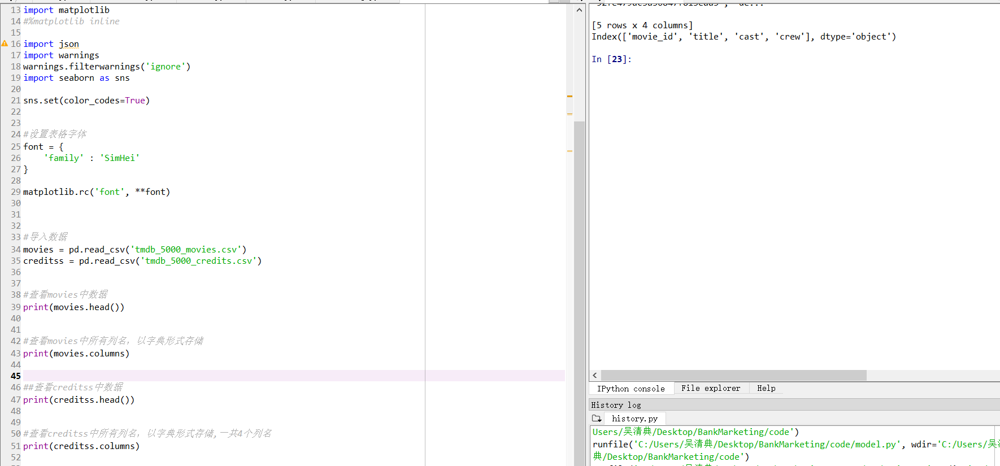 13 import matplotlib
14 #%matplotlib inline
15
16 import json
17 import warnings
18 warnings.filterwarnings('ignore')
19 import seaborn as sns
20
21 sns.set(color_codes=True)
22
23
24 #设置表格字体
25 font = {
26     'family' : 'SimHei'
27 }
28
29 matplotlib.rc('font', **font)
30
31
32
33 #导入数据
34 movies = pd.read_csv('tmdb_5000_movies.csv')
35 creditss = pd.read_csv('tmdb_5000_credits.csv')
36
37
38 #查看movies中数据
39 print(movies.head())
40
41
42 #查看movies中所有列名，以字典形式存储
43 print(movies.columns)
44
45
46 ##查看creditss中数据
47 print(creditss.head())
48
49
50 #查看creditss中所有列名，以字典形式存储,一共4个列名
51 print(creditss.columns)
52
[5 rows x 4 columns]
Index(['movie_id', 'title', 'cast', 'crew'], dtype='object')
In [23]:
IPython console File explorer Help
History log
history.py
Users/吴清典/Desktop/BankMarketing/code')
runfile('C:/Users/吴清典/Desktop/BankMarketing/code/model.py', wdir='C:/Users/吴
典/Desktop/BankMarketing/code')